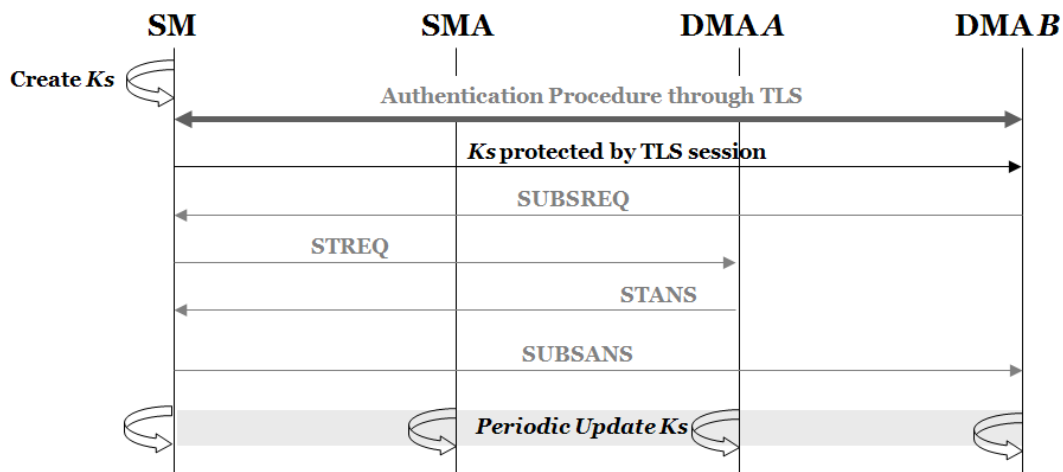 SM SMA DMA A DMA B
Create Ks
Authentication Procedure through TLS
Ks protected by TLS session
SUBSREQ
STREQ
STANS
SUBSANS
Periodic Update Ks